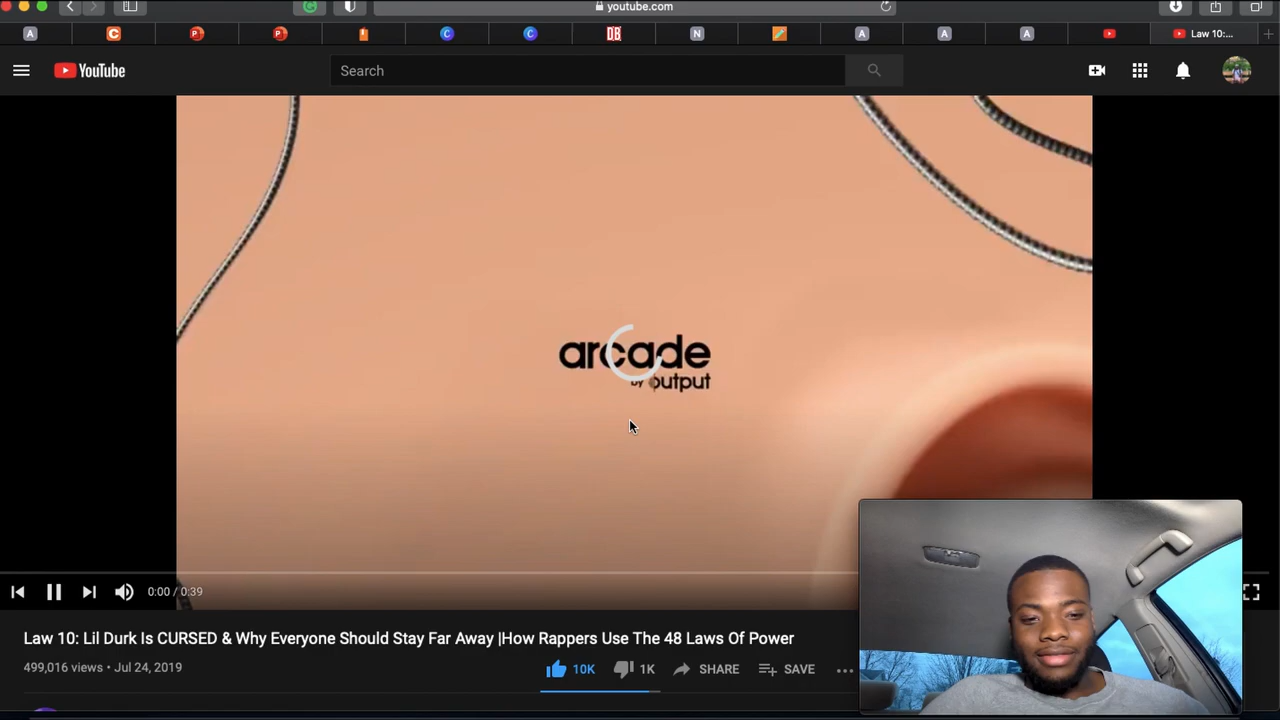 youtube.com
DB
N
Law 10:...
YouTube
Search
arcade
by output
0:00 / 0:39
Law 10: Lil Durk Is CURSED & Why Everyone Should Stay Far Away |How Rappers Use The 48 Laws Of Power
499,016 views • Jul 24, 2019
10K
1K
SHARE
SAVE